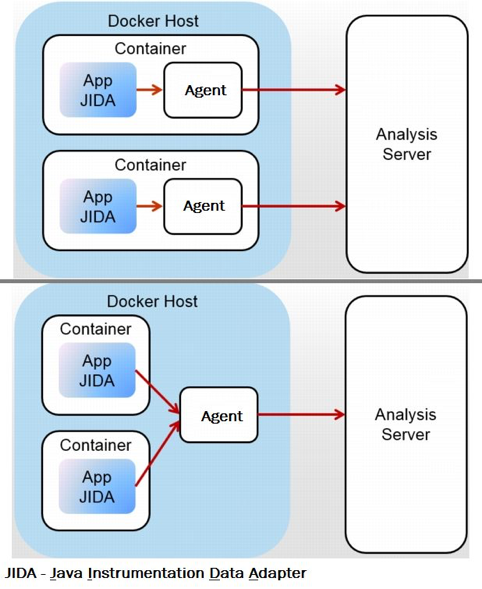 Docker Host
Container
App
JIDA
Agent
Container
App
JIDA
Agent
Analysis
Server
Docker Host
Container
App
JIDA
Container
App
JIDA
Agent
Analysis
Server
JIDA - Java Instrumentation Data Adapter